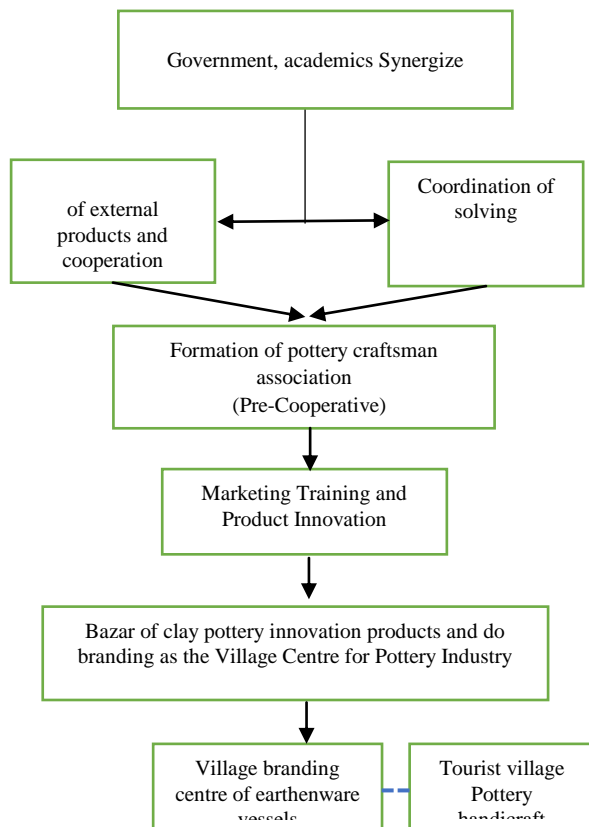 Government, academics Synergize
of external
products and
cooperation
Coordination of
solving
Formation of pottery craftsman
association
(Pre-Cooperative)
Marketing Training and
Product Innovation
Bazar of clay pottery innovation products and do
branding as the Village Centre for Pottery Industry
Village branding
centre of earthenware
vessels
Tourist village
Pottery
handicraft